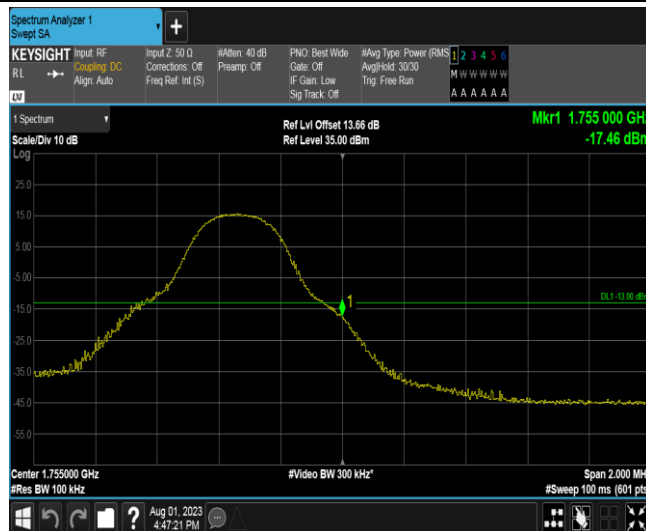 Spectrum Analyzer 1
Swept SA
+
KEYSIGHT
RL
LXI
Input: RF
Coupling: DC
Align: Auto
Input Z: 50 Ω
Corrections: Off
Freq Ref: Int (S)
#Atten: 40 dB
Preamp: Off
PNO: Best Wide
Gate: Off
IF Gain: Low
Sig Track: Off
#Avg Type: Power (RMS
Avg|Hold: 30/30
Trig: Free Run
1 2 3 4 5 6
M W W W W W
A A A A A A
1 Spectrum
Scale/Div 10 dB
Log
Ref Lvl Offset 13.66 dB
Ref Level 35.00 dBm
Mkr1 1.755 000 GHz
-17.46 dBm
25.0
15.0
5.00
-5.00
-15.0
-25.0
-35.0
-45.0
-55.0
1
DL1 -13.00 dBm
Center 1.755000 GHz
#Res BW 100 kHz
#Video BW 300 kHz*
Span 2.000 MH
#Sweep 100 ms (601 pts
?
Aug 01, 2023
4:47:21 PM